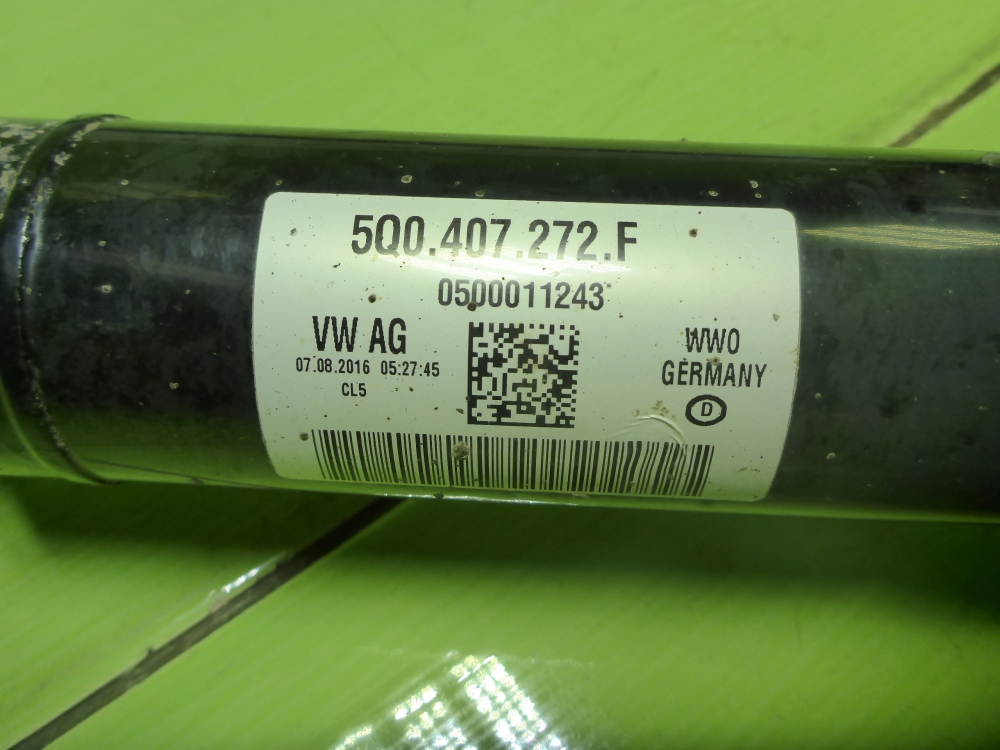 5Q0.407.272.F
0500011243
VW AG
07.08.2016 05:27:45
CL5
WWO
GERMANY
D